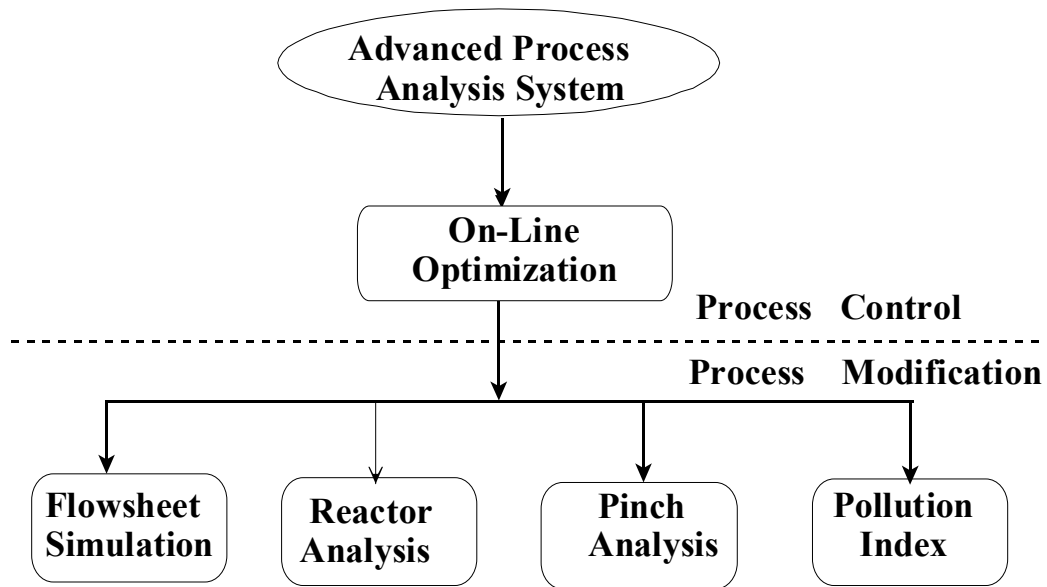 Advanced Process
Analysis System
On-Line
Optimization
Process Control
Process Modification
Flowsheet
Simulation
Reactor
Analysis
Pinch
Analysis
Pollution
Index